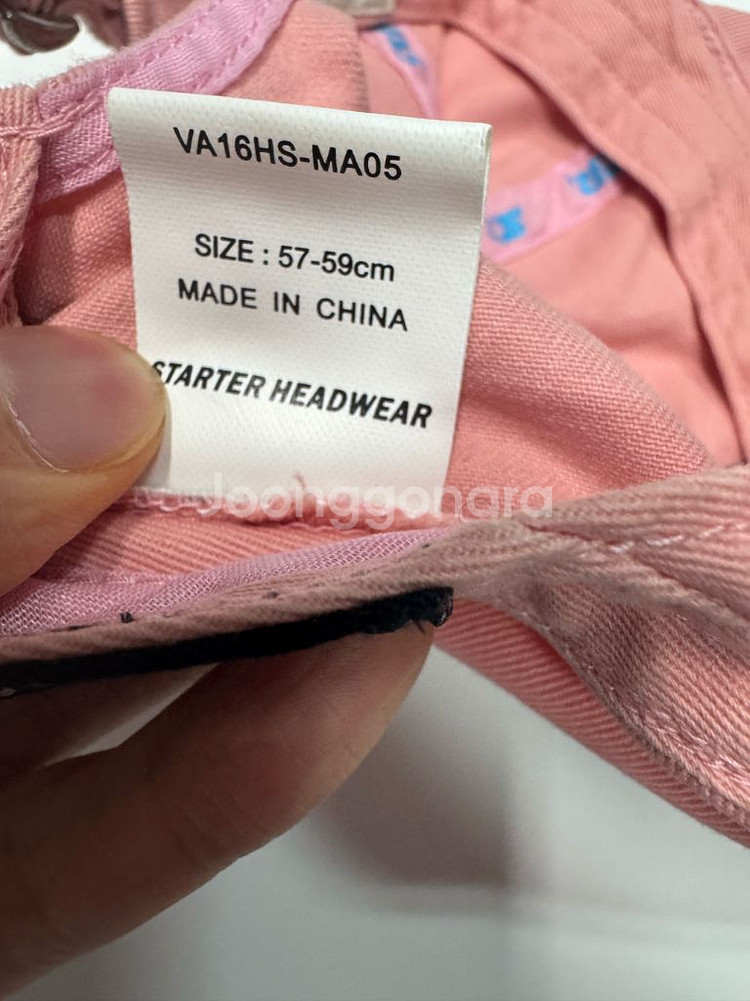 VA16HS-MA05
SIZE : 57-59cm
MADE IN CHINA
STARTER HEADWEAR
Joonggonara